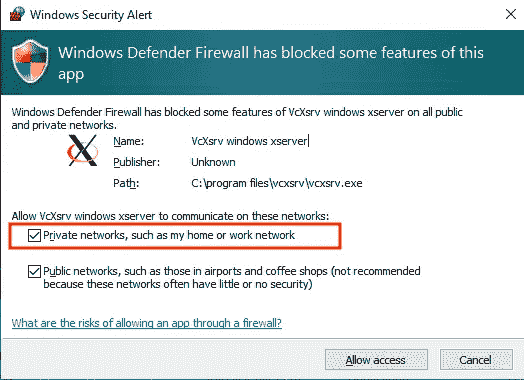 Windows Security Alert
Windows Defender Firewall has blocked some features of this
app
Windows Defender Firewall has blocked some features of VcXsrv windows xserver on all public
and private networks.
Name: VcXsrv windows xserver
Publisher: Unknown
Path: C:\program files\vcxsrv\vcxsrv.exe
Allow VcXsrv windows xserver to communicate on these networks:
Private networks, such as my home or work network
Public networks, such as those in airports and coffee shops (not recommended
because these networks often have little or no security)
What are the risks of allowing an app through a firewall?
Allow access Cancel